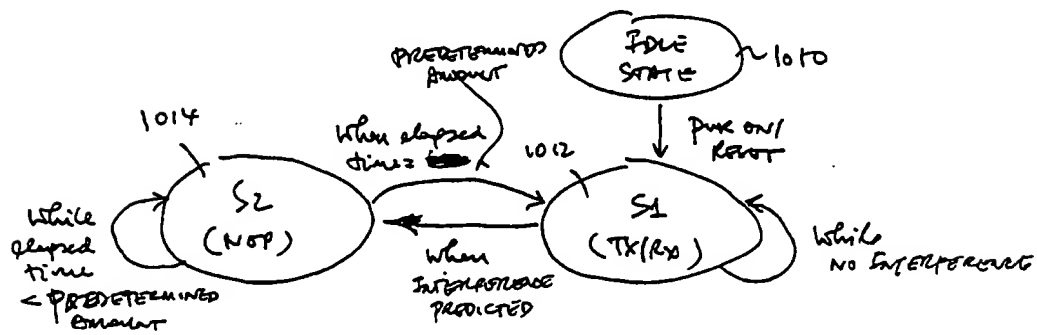 IDLE
STATE
1010
PREDETERMINED
AMOUNT
PWR ON/
RESET
1014
When elapsed
time =
1012
S2
(NOP)
S1
(TX/RX)
While
elapsed
time
< PREDETERMINED
AMOUNT
When
INTERFERENCE
PREDICTED
While
NO INTERFERENCE